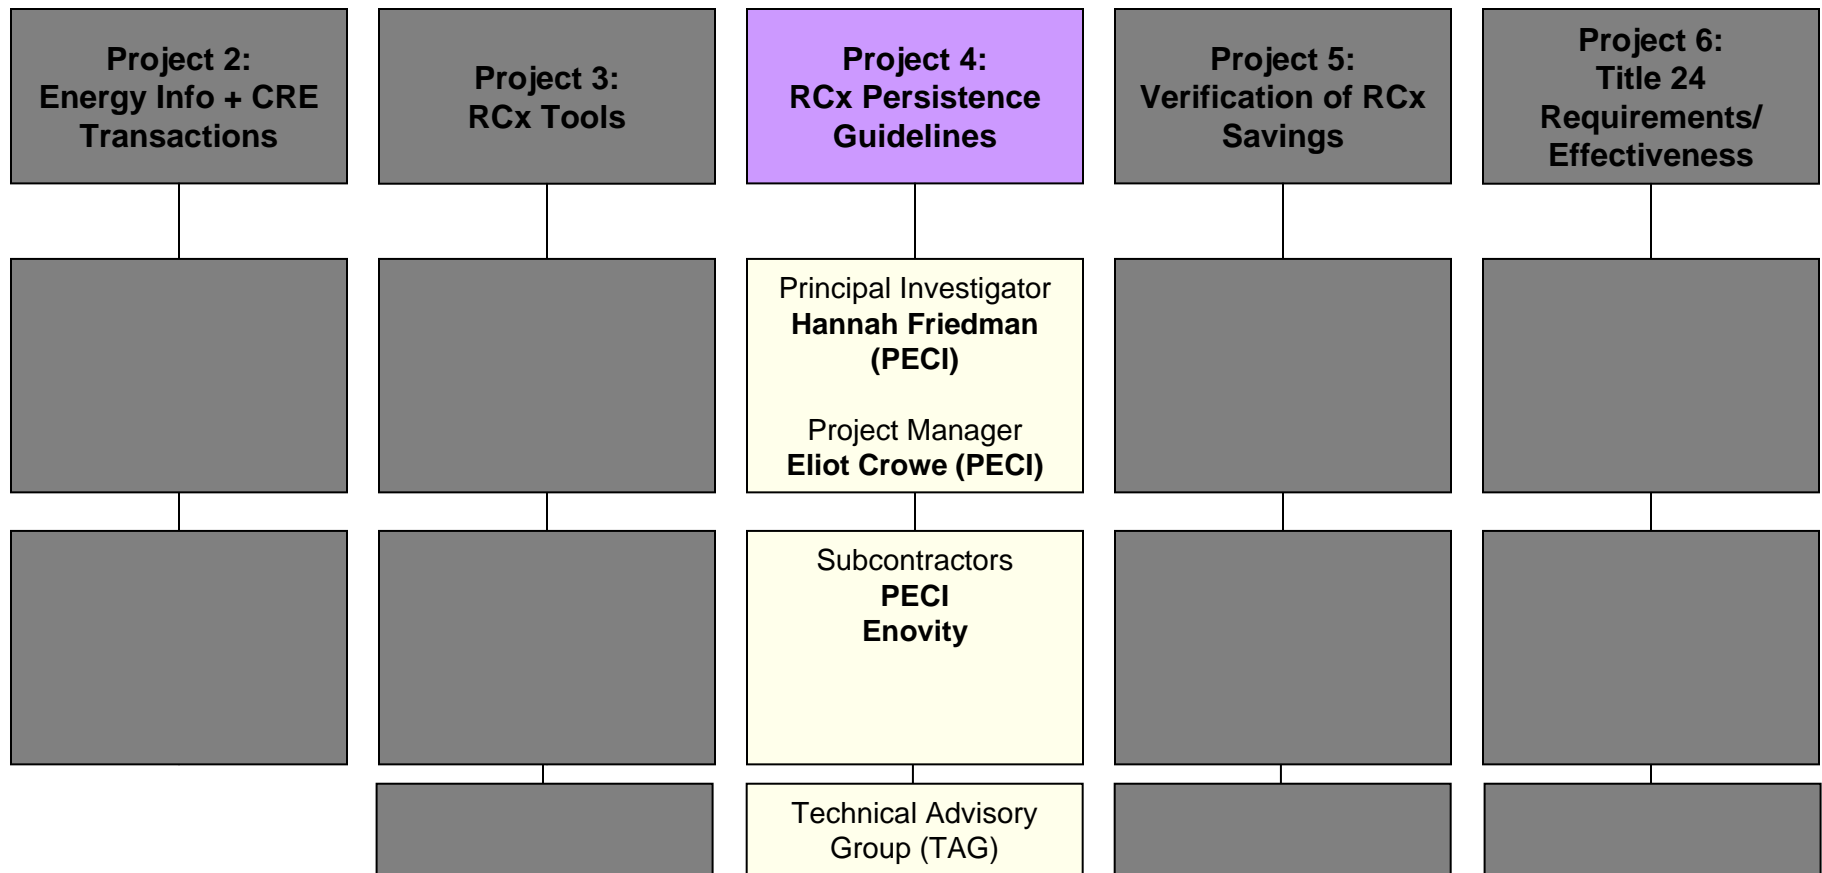 Project 2:
Energy Info + CRE
Transactions
Project 3:
RCx Tools
Project 4:
RCx Persistence
Guidelines
Project 5:
Verification of RCx
Savings
Project 6:
Title 24
Requirements/
Effectiveness
Principal Investigator
Hannah Friedman
(PECI)
Project Manager
Eliot Crowe (PECI)
Subcontractors
PECI
Enovity
Technical Advisory
Group (TAG)